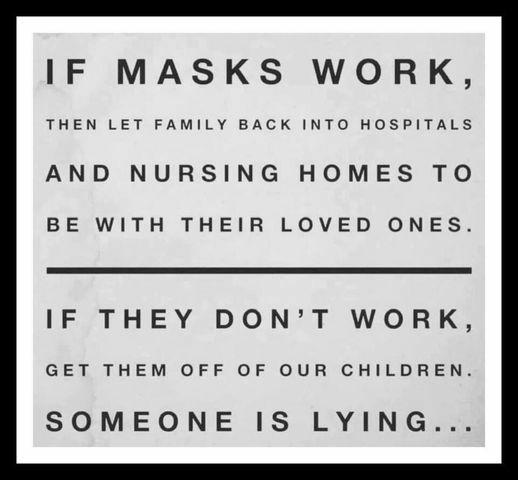 IF MASKS WORK,
THEN LET FAMILY BACK INTO HOSPITALS
AND NURSING HOMES TO
BE WITH THEIR LOVED ONES.
IF THEY DON'T WORK,
GET THEM OFF OF OUR CHILDREN.
SOMEONE IS LYING...